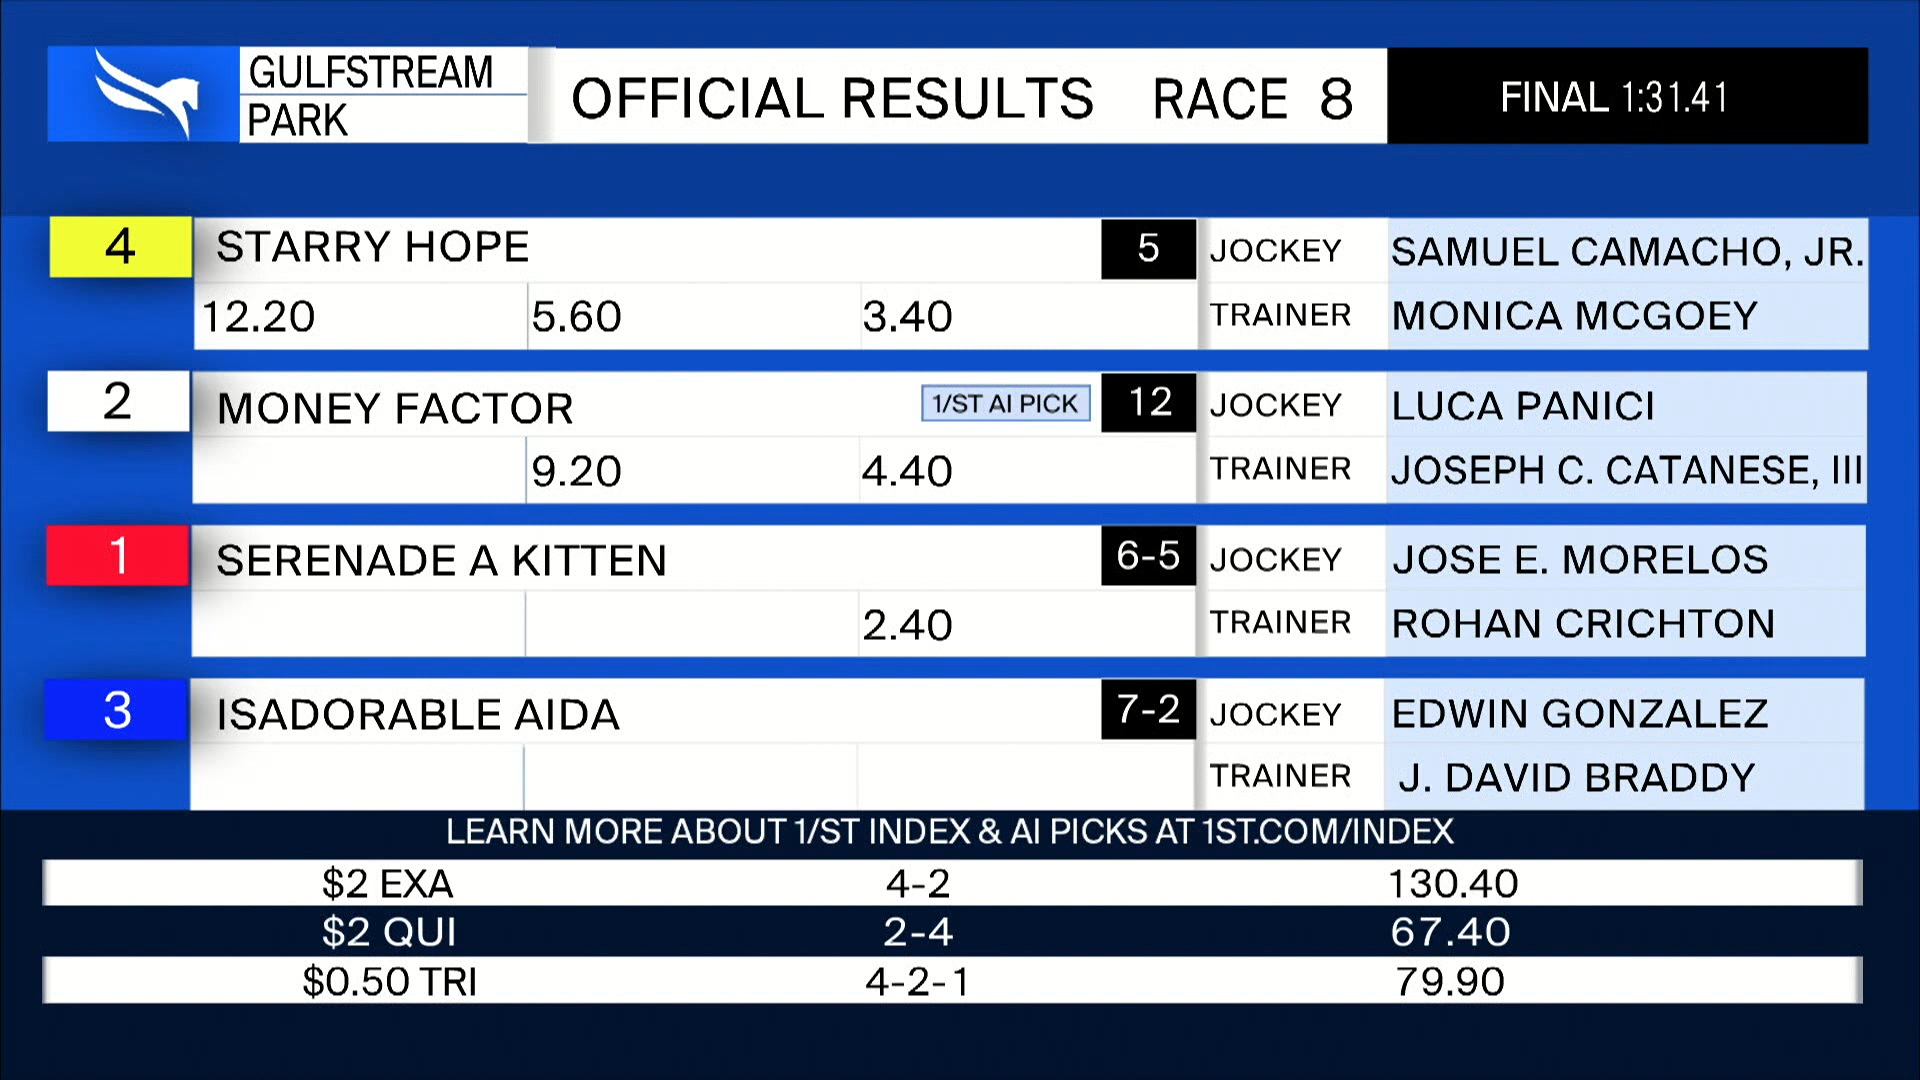 GULFSTREAM
PARK
OFFICIAL RESULTS RACE 8
FINAL 1:31.41
4 STARRY HOPE 5 JOCKEY SAMUEL CAMACHO, JR.
12.20 5.60 3.40 TRAINER MONICA MCGOEY
2 MONEY FACTOR 1/ST AI PICK 12 JOCKEY LUCA PANICI
9.20 4.40 TRAINER JOSEPH C. CATANESE, III
1 SERENADE A KITTEN 6-5 JOCKEY JOSE E. MORELOS
2.40 TRAINER ROHAN CRICHTON
3 ISADORABLE AIDA 7-2 JOCKEY EDWIN GONZALEZ
TRAINER J. DAVID BRADDY
LEARN MORE ABOUT 1/ST INDEX & AI PICKS AT 1ST.COM/INDEX
$2 EXA 4-2 130.40
$2 QUI 2-4 67.40
$0.50 TRI 4-2-1 79.90